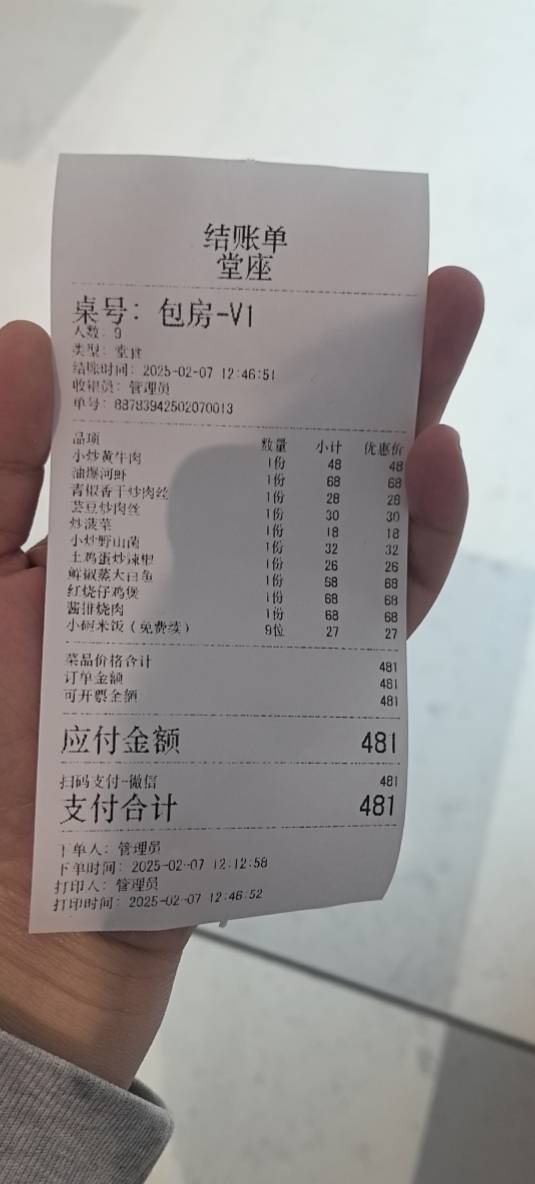 结账单
堂座
桌号: 包房-V1
人数: 9
类型: 堂食
结账时间: 2025-02-07 12:46:51
收银员: 管理员
单号: 88783942502070013
品项 数量 小计 优惠价
小炒黄牛肉 1份 48 48
油爆河虾 1份 68 68
青椒香干炒肉丝 1份 28 28
芸豆炒肉丝 1份 30 30
炒菠菜 1份 18 18
小炒野山菌 1份 32 32
土鸡蛋炒辣椒 1份 26 26
鲜椒蒸大白鱼 1份 68 68
红烧仔鸡煲 1份 68 68
酱排烧肉 1份 68 68
小碗米饭(免费续) 9位 27 27
菜品价格合计 481
订单金额 481
可开票金额 481
应付金额 481
扫码支付-微信 481
支付合计 481
下单人: 管理员
下单时间: 2025-02-07 12:12:58
打印人: 管理员
打印时间: 2025-02-07 12:46:52